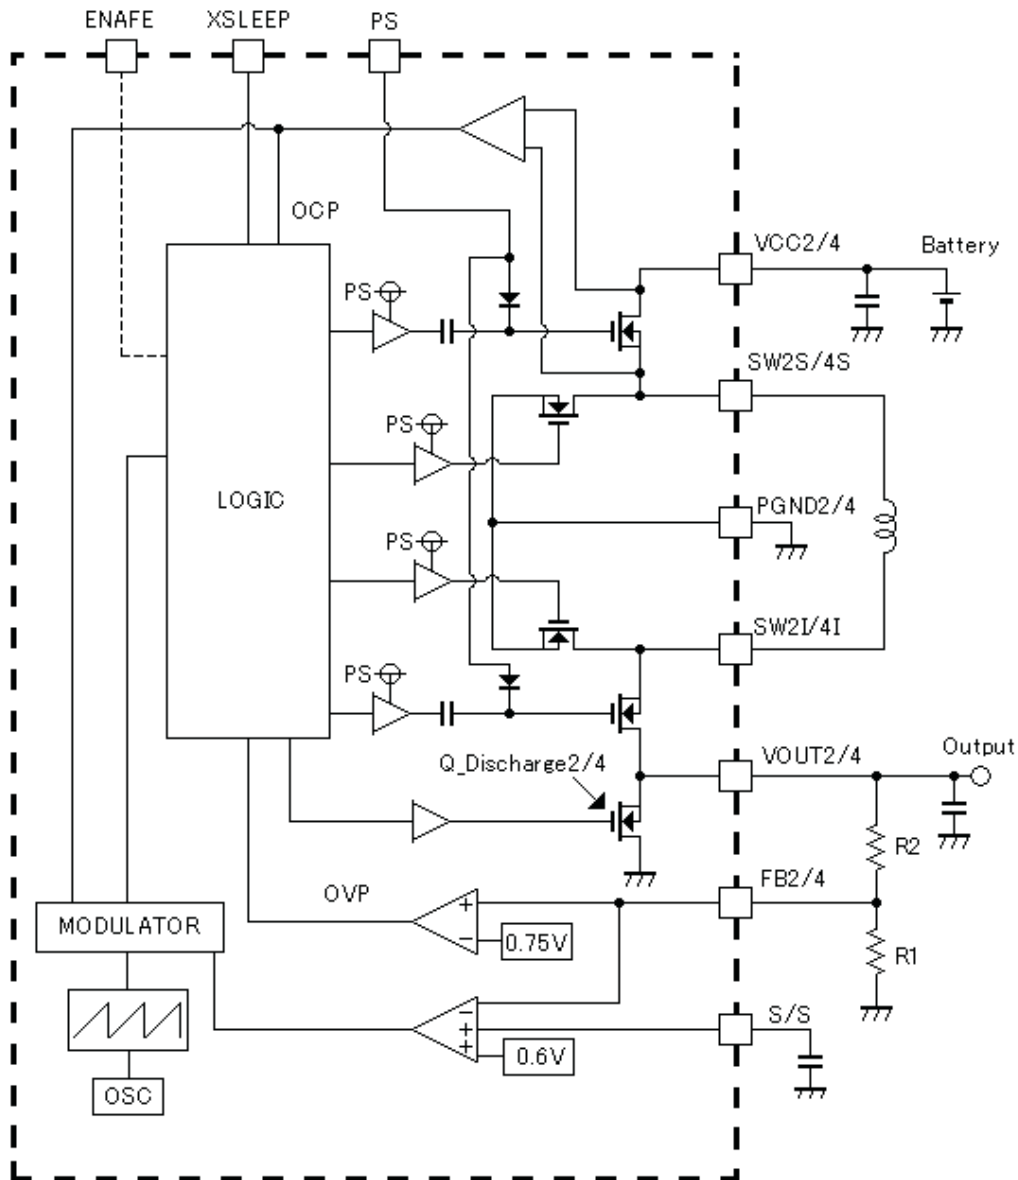 ENAFE XSLEEP PS
OCP
VCC2/4
Battery
PS
SW2S/4S
PS
LOGIC
PGND2/4
PS
SW2I/4I
PS
Q_Discharge2/4
VOUT2/4
Output
R2
OVP
FB2/4
+
MODULATOR
−
0.75V
R1
−
+
S/S
+
0.6V
OSC